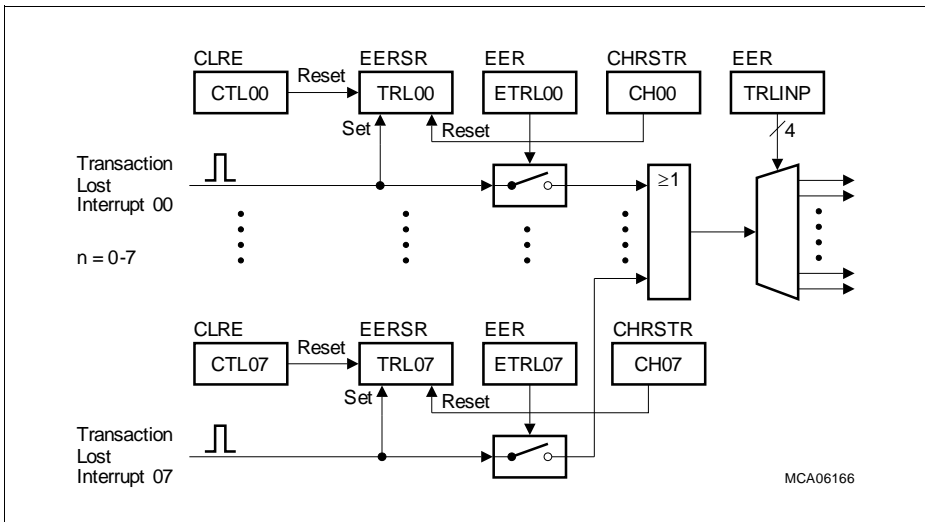 CLRE EERSR EER CHRSTR EER
CTL00 Reset TRL00 ETRL00 CH00 TRLINP
Set Reset 4
Transaction
Lost
Interrupt 00
≥1
n = 0-7
CLRE EERSR EER CHRSTR
CTL07 Reset TRL07 ETRL07 CH07
Set Reset
Transaction
Lost
Interrupt 07
MCA06166